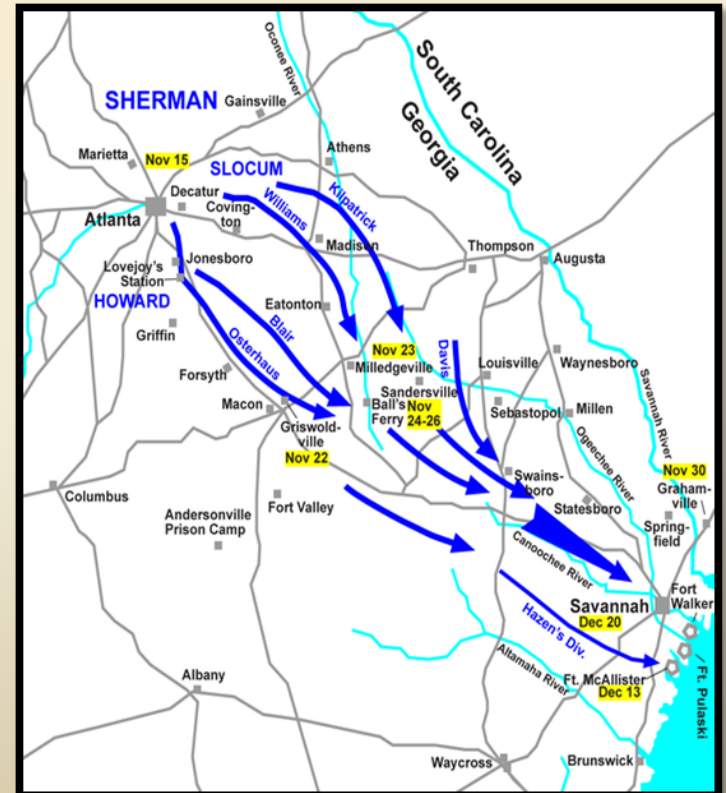 Oconee River
South Carolina
Georgia
SHERMAN
Gainsville
Marietta
Nov 15
SLOCUM
Athens
Decatur
Coving-
ton
Williams
Kilpatrick
Atlanta
Madison
Thompson
Augusta
Jonesboro
Lovejoy's
Station
HOWARD
Griffin
Eatonton
Blair
Osterhaus
Nov 23
Davis
Milledgeville
Louisville
Waynesboro
Forsyth
Sandersville
Macon
Ball's
Ferry
Nov
24-26
Sebastopol
Millen
Savannah River
Griswold-
ville
Nov 22
Ogeechee River
Nov 30
Graham-
ville
Columbus
Fort Valley
Swains-
boro
Statesboro
Spring-
field
Andersonville
Prison Camp
Canoochee River
Savannah
Dec 20
Fort
Walker
Hazen's Div.
Altamaha River
Ft. McAllister
Dec 13
Ft. Pulaski
Albany
Waycross
Brunswick